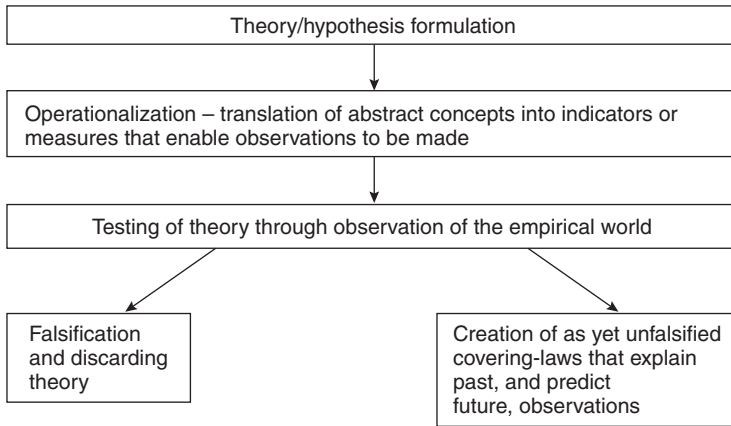 Theory/hypothesis formulation
Operationalization – translation of abstract concepts into indicators or
measures that enable observations to be made
Testing of theory through observation of the empirical world
Falsification
and discarding
theory
Creation of as yet unfalsified
covering-laws that explain
past, and predict
future, observations